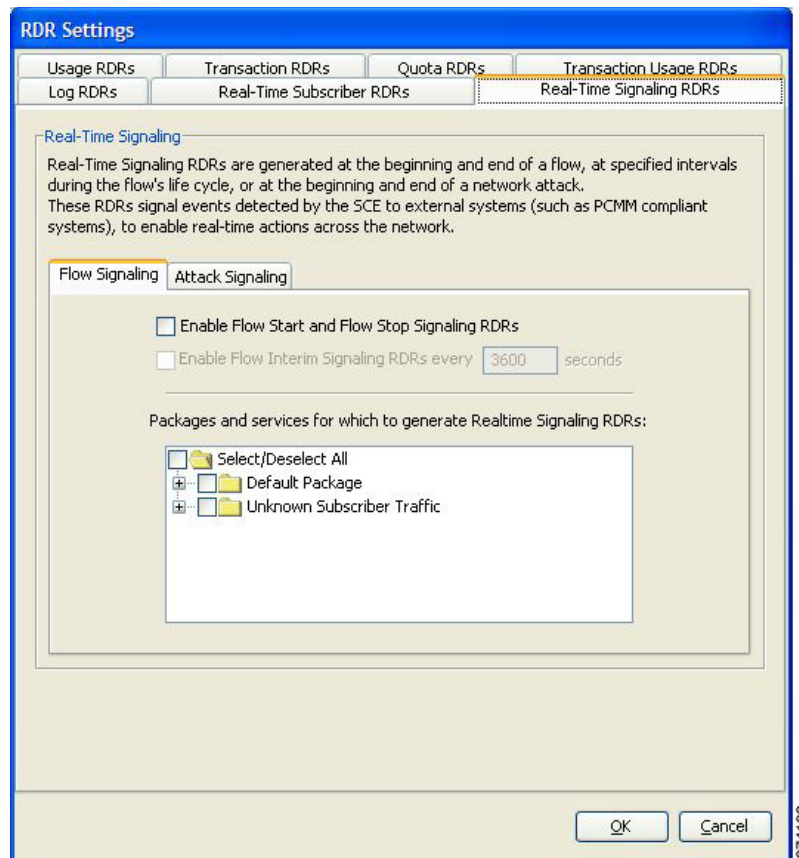 RDR Settings
Usage RDRs
Transaction RDRs
Quota RDRs
Transaction Usage RDRs
Log RDRs
Real-Time Subscriber RDRs
Real-Time Signaling RDRs
Real-Time Signaling
Real-Time Signaling RDRs are generated at the beginning and end of a flow, at specified intervals
during the flow's life cycle, or at the beginning and end of a network attack.
These RDRs signal events detected by the SCE to external systems (such as PCMM compliant
systems), to enable real-time actions across the network.
Flow Signaling
Attack Signaling
Enable Flow Start and Flow Stop Signaling RDRs
Enable Flow Interim Signaling RDRs every 3600 seconds
Packages and services for which to generate Realtime Signaling RDRs:
Select/Deselect All
Default Package
Unknown Subscriber Traffic
OK
Cancel